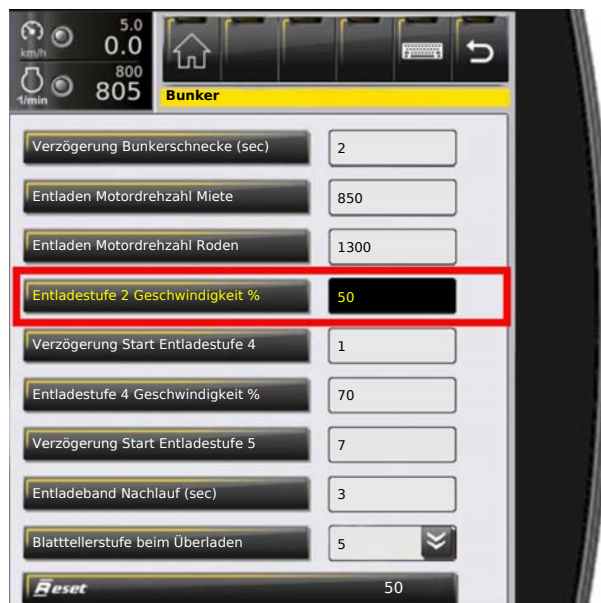 km/h 5.0
0.0
1/min 800
805
Bunker
Verzögerung Bunkerschnecke (sec) 2
Entladen Motordrehzahl Miete 850
Entladen Motordrehzahl Roden 1300
Entladestufe 2 Geschwindigkeit % 50
Verzögerung Start Entladestufe 4 1
Entladestufe 4 Geschwindigkeit % 70
Verzögerung Start Entladestufe 5 7
Entladeband Nachlauf (sec) 3
Blatttellerstufe beim Überladen 5
Reset 50